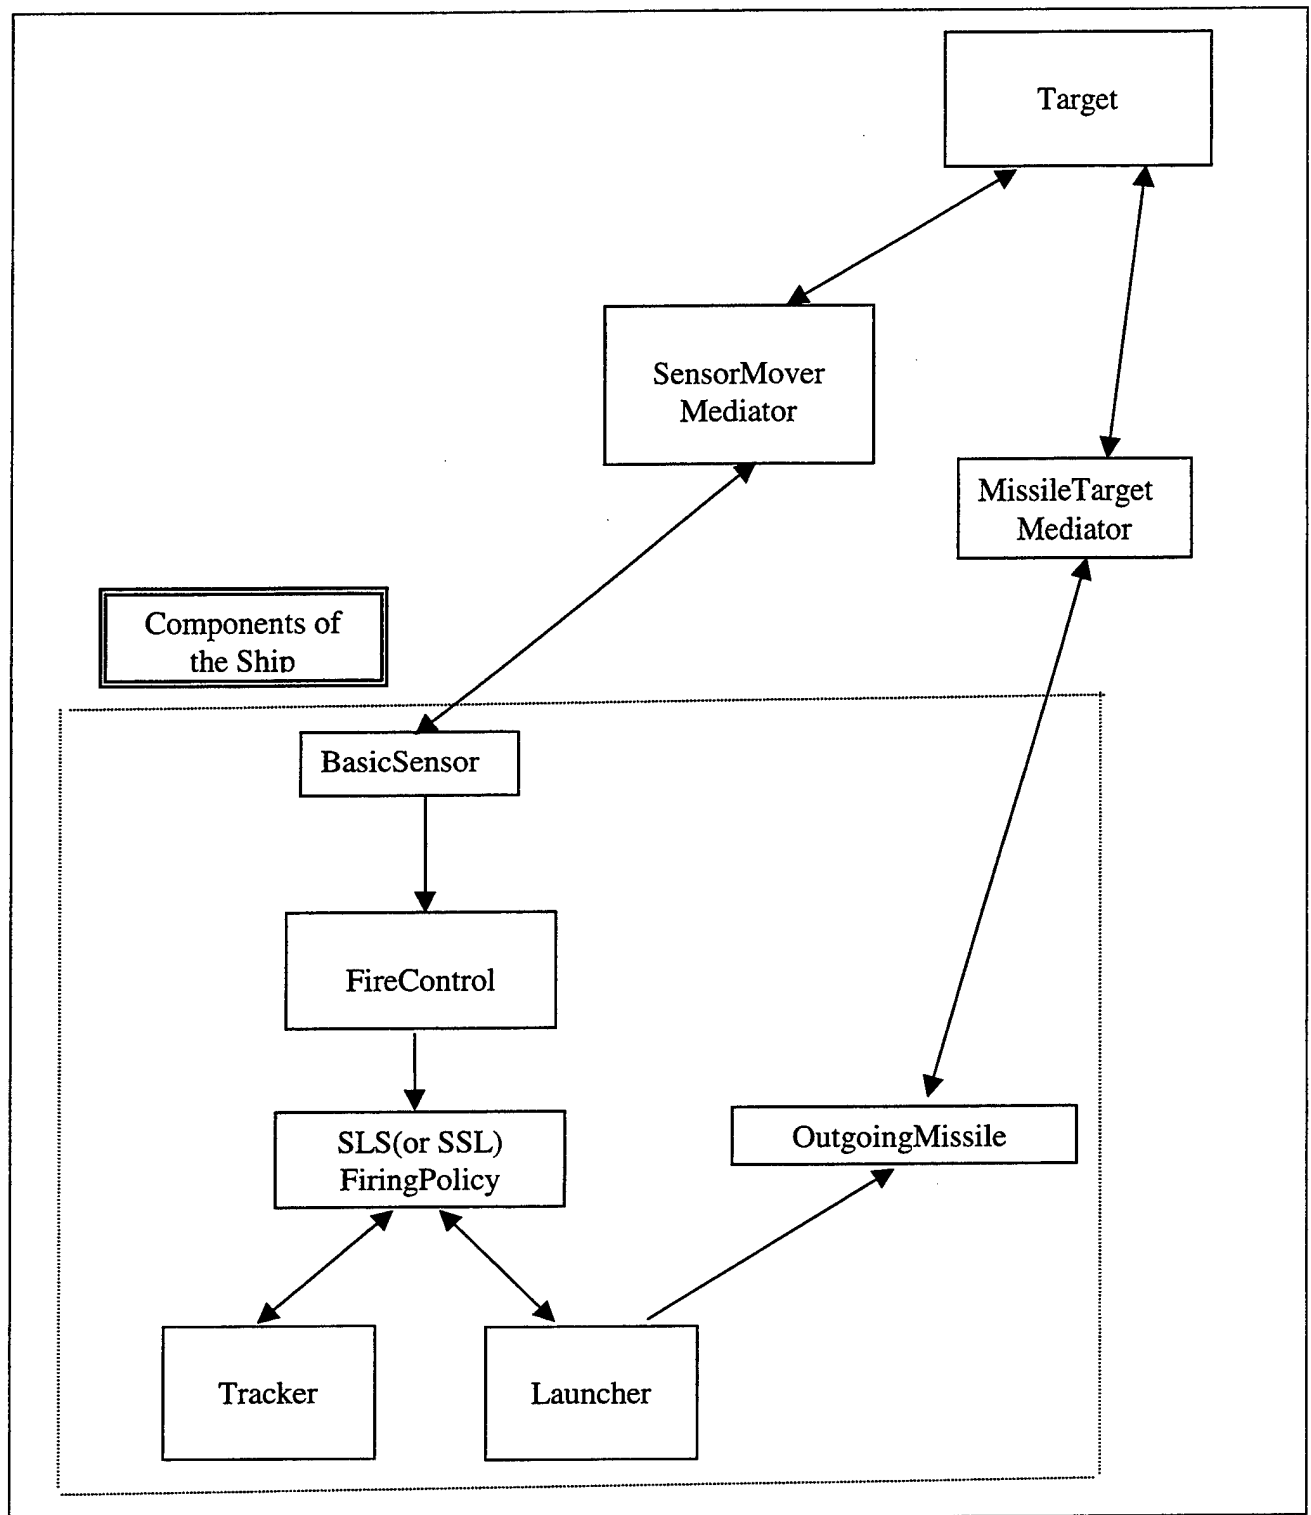 Target
SensorMover
Mediator
MissileTarget
Mediator
Components of
the Ship
BasicSensor
FireControl
SLS(or SSL)
FiringPolicy
OutgoingMissile
Tracker
Launcher